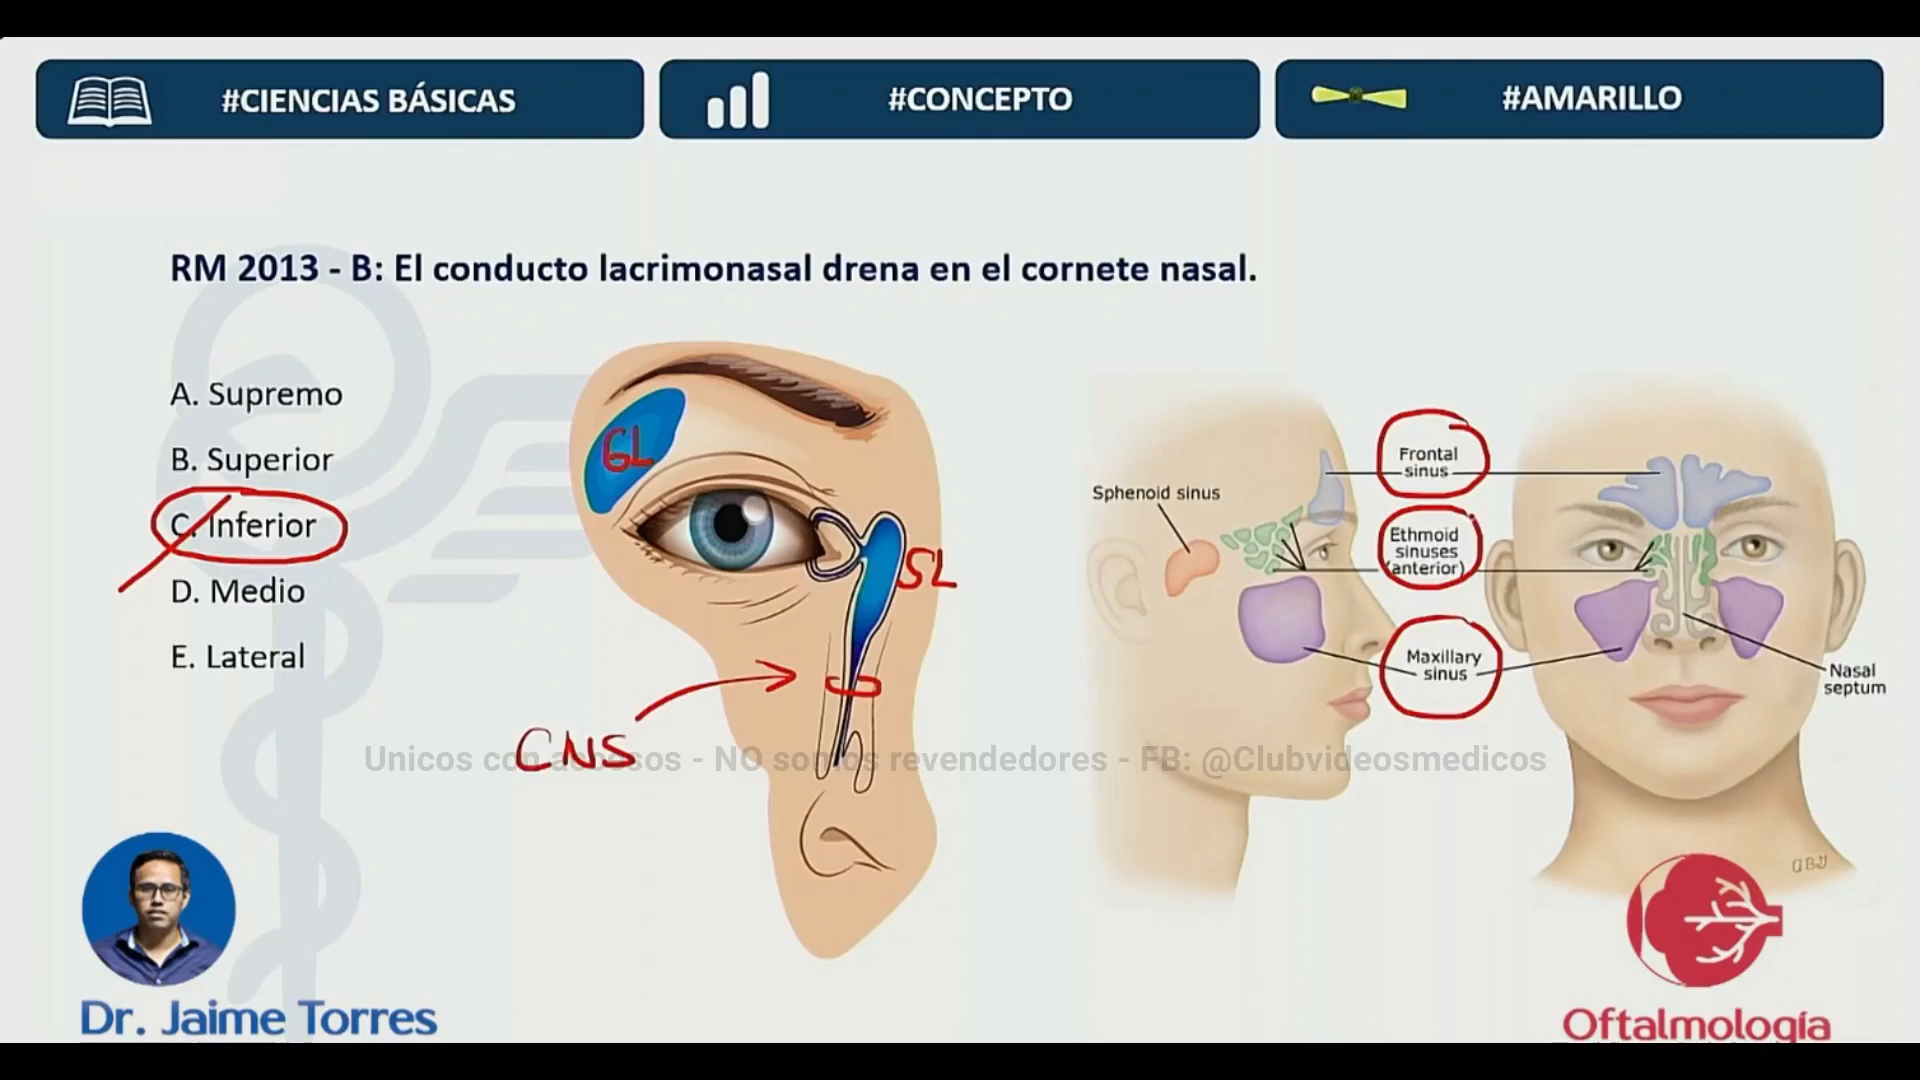 #CIENCIAS BÁSICAS
#CONCEPTO
#AMARILLO
RM 2013 - B: El conducto lacrimonasal drena en el cornete nasal.
A. Supremo
B. Superior
C. Inferior
D. Medio
E. Lateral
GL
SL
CNS
Sphenoid sinus
Frontal
sinus
Ethmoid
sinuses
(anterior)
Maxillary
sinus
Nasal
septum
Unicos con accesos - NO somos revendedores - FB: @Clubvideosmedicos
Dr. Jaime Torres
Oftalmología